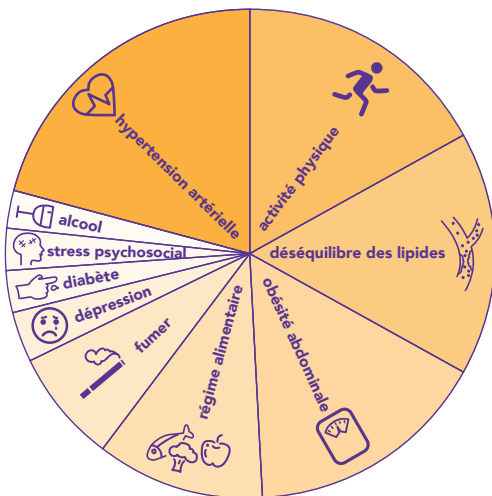 hypertension artérielle
activité physique
déséquilibre des lipides
obésité abdominale
régime alimentaire
fumer
dépression
diabète
stress psychosocial
alcool